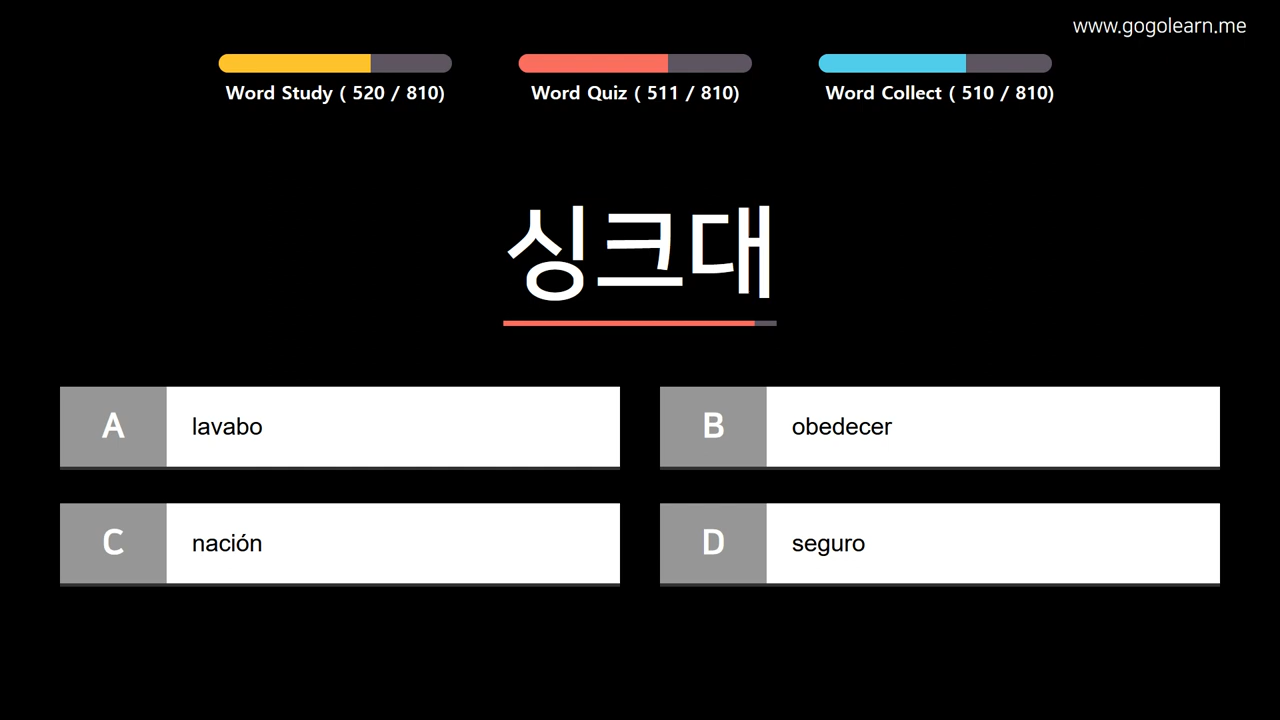 www.gogolearn.me
Word Study ( 520 / 810)
Word Quiz ( 511 / 810)
Word Collect ( 510 / 810)
싱크대
A lavabo
B obedecer
C nación
D seguro